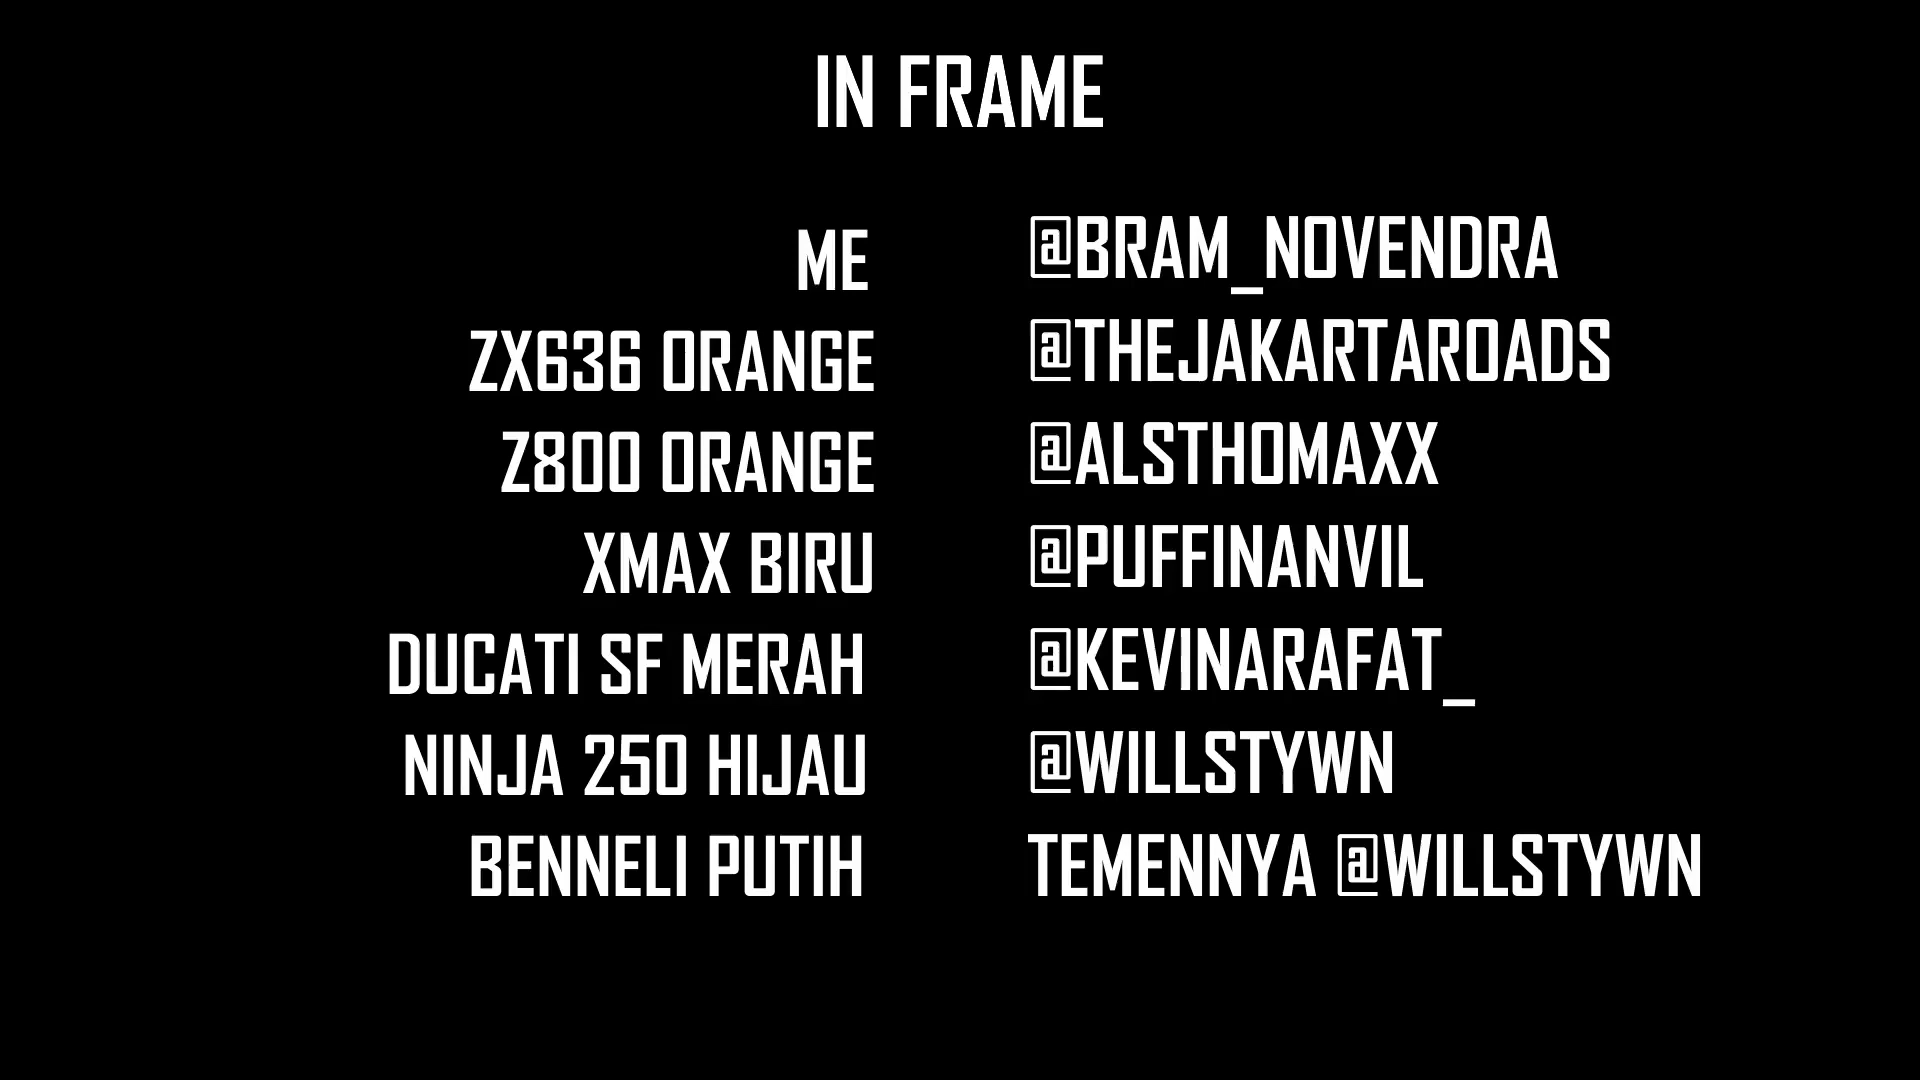 IN FRAME
ME @BRAM_NOVENDRA
ZX636 ORANGE @THEJAKARTAROADS
Z800 ORANGE @ALSTHOMAXX
XMAX BIRU @PUFFINANVIL
DUCATI SF MERAH @KEVINARAFAT_
NINJA 250 HIJAU @WILLSTYWN
BENNELI PUTIH TEMENNYA @WILLSTYWN